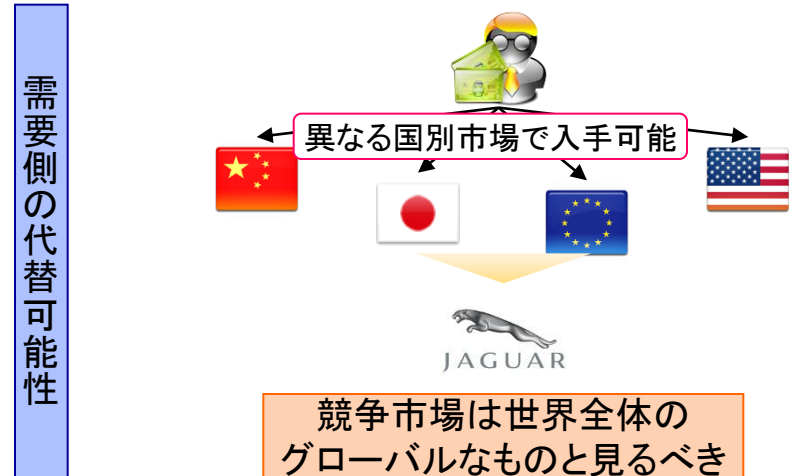 需要側の代替可能性
異なる国別市場で入手可能
JAGUAR
競争市場は世界全体の
グローバルなものと見るべき